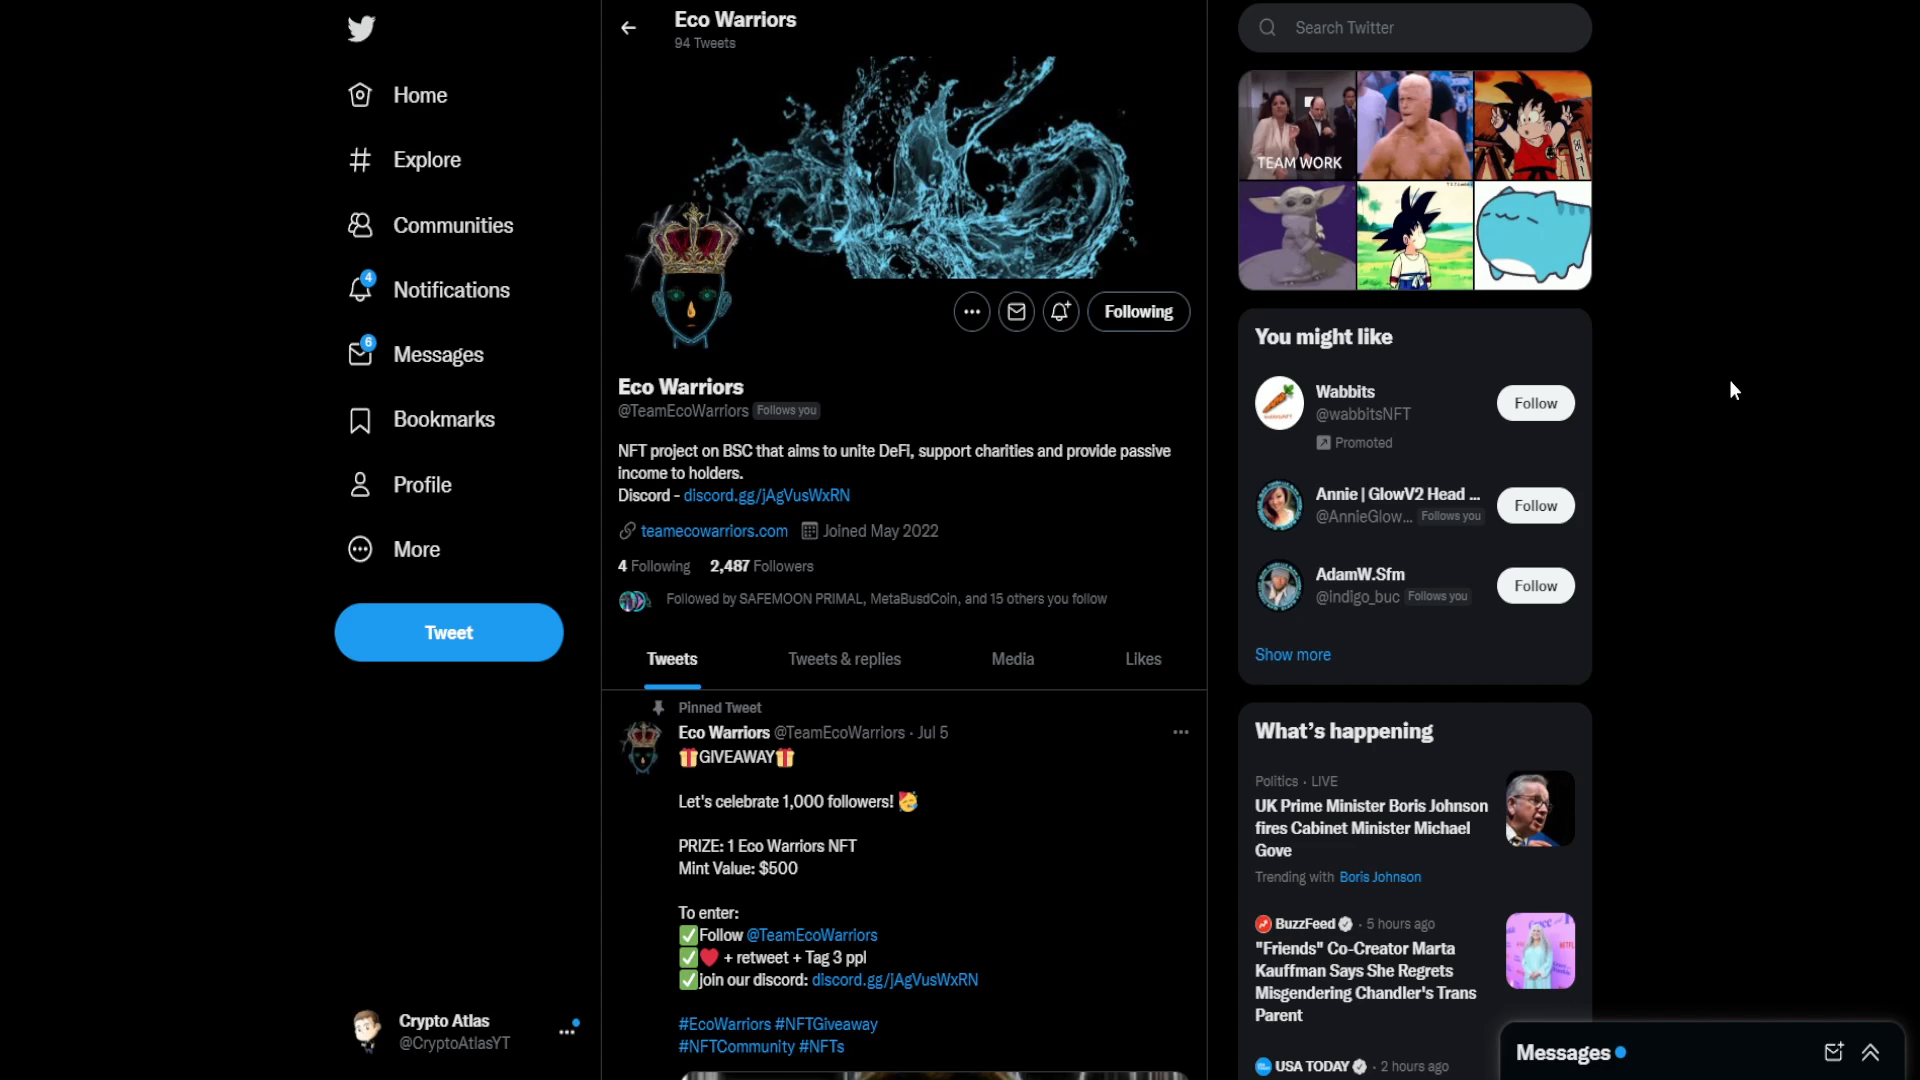 Home
Explore
Communities
4
Notifications
6
Messages
Bookmarks
Profile
More
Tweet
Crypto Atlas
@CryptoAtlasYT
Eco Warriors
94 Tweets
Following
Eco Warriors
@TeamEcoWarriors Follows you
NFT project on BSC that aims to unite DeFI, support charities and provide passive
income to holders.
Discord - discord.gg/jAgVusWxRN
teamecowarriors.com Joined May 2022
4 Following 2,487 Followers
Followed by SAFEMOON PRIMAL, MetaBusdCoin, and 15 others you follow
Tweets Tweets & replies Media Likes
Pinned Tweet
Eco Warriors @TeamEcoWarriors · Jul 5
🎁GIVEAWAY🎁
Let's celebrate 1,000 followers! 🥳
PRIZE: 1 Eco Warriors NFT
Mint Value: $500
To enter:
✅Follow @TeamEcoWarriors
✅❤️ + retweet + Tag 3 ppl
✅join our discord: discord.gg/jAgVusWxRN
#EcoWarriors #NFTGiveaway
#NFTCommunity #NFTs
Search Twitter
TEAM WORK
You might like
Wabbits
@wabbitsNFT
Promoted
Follow
Annie | GlowV2 Head ...
@AnnieGlow... Follows you
Follow
AdamW.Sfm
@indigo_buc Follows you
Follow
Show more
What's happening
Politics · LIVE
UK Prime Minister Boris Johnson
fires Cabinet Minister Michael
Gove
Trending with Boris Johnson
BuzzFeed · 5 hours ago
"Friends" Co-Creator Marta
Kauffman Says She Regrets
Misgendering Chandler's Trans
Parent
USA TODAY · 2 hours ago
Messages